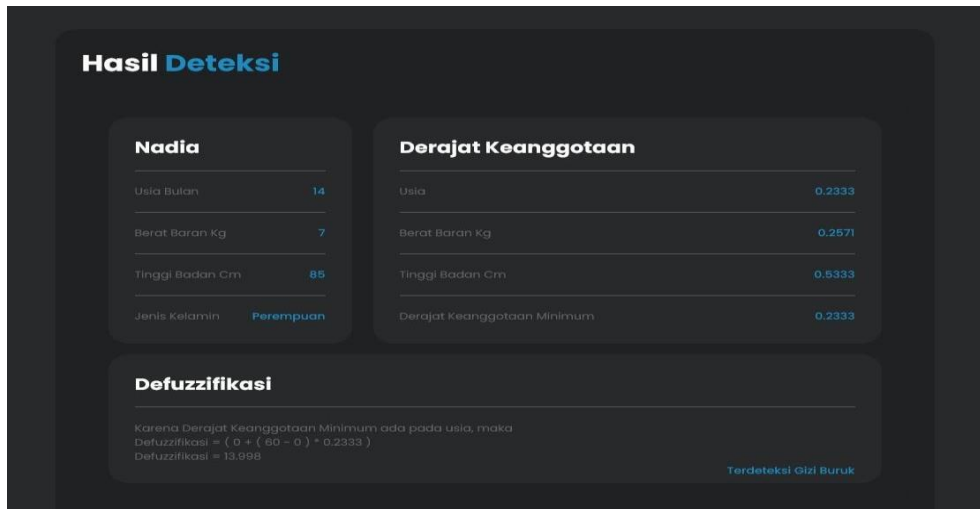 Hasil Deteksi
Nadia
Usia Bulan 14
Berat Baran Kg 7
Tinggi Badan Cm 85
Jenis Kelamin Perempuan
Derajat Keanggotaan
Usia 0.2333
Berat Baran Kg 0.2571
Tinggi Badan Cm 0.5333
Derajat Keanggotaan Minimum 0.2333
Defuzzifikasi
Karena Derajat Keanggotaan Minimum ada pada usia, maka
Defuzzifikasi = ( 0 + ( 60 - 0 ) * 0.2333 )
Defuzzifikasi = 13.998
Terdeteksi Gizi Buruk